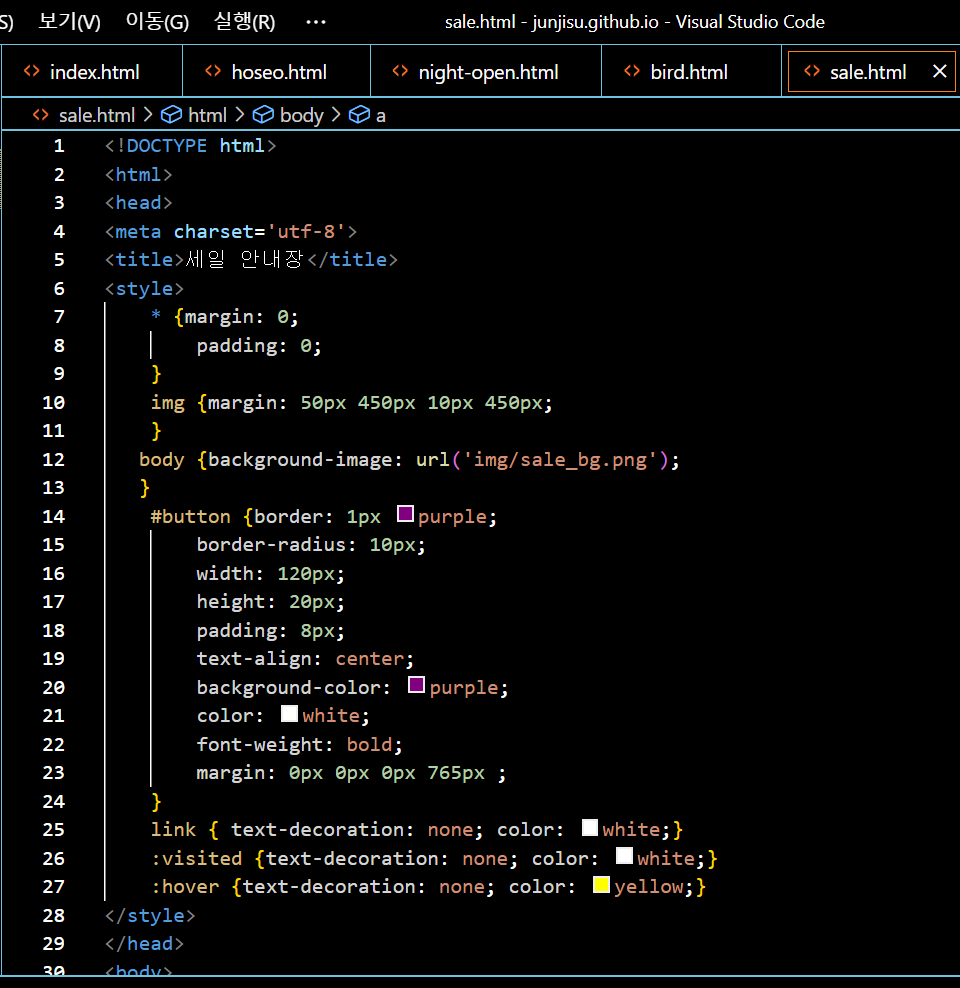 S) 보기(V) 이동(G) 실행(R) ··· sale.html - junjisu.github.io - Visual Studio Code
<> index.html <> hoseo.html <> night-open.html <> bird.html <> sale.html ×
<> sale.html > html > body > a
1 <!DOCTYPE html>
2 <html>
3 <head>
4 <meta charset='utf-8'>
5 <title>세일 안내장</title>
6 <style>
7 * {margin: 0;
8 padding: 0;
9 }
10 img {margin: 50px 450px 10px 450px;
11 }
12 body {background-image: url('img/sale_bg.png');
13 }
14 #button {border: 1px purple;
15 border-radius: 10px;
16 width: 120px;
17 height: 20px;
18 padding: 8px;
19 text-align: center;
20 background-color: purple;
21 color: white;
22 font-weight: bold;
23 margin: 0px 0px 0px 765px ;
24 }
25 link { text-decoration: none; color: white;}
26 :visited {text-decoration: none; color: white;}
27 :hover {text-decoration: none; color: yellow;}
28 </style>
29 </head>
30 <body>